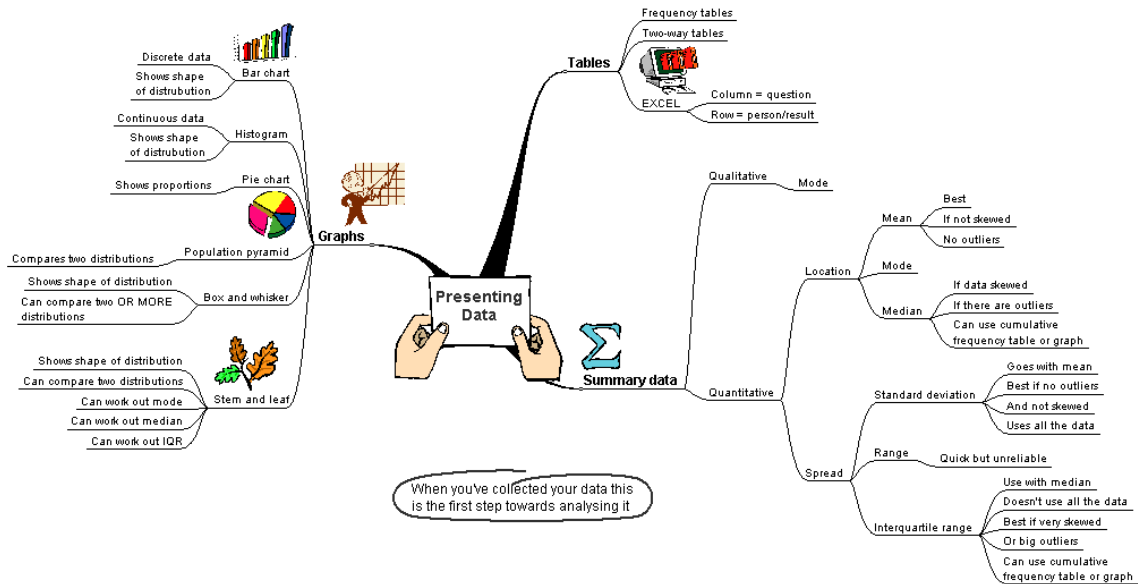 Presenting
Data
Tables
Frequency tables
Two-way tables
EXCEL
Column = question
Row = person/result
Graphs
Bar chart
Discrete data
Shows shape
of distrubution
Histogram
Continuous data
Shows shape
of distrubution
Pie chart
Shows proportions
Population pyramid
Compares two distributions
Box and whisker
Shows shape of distribution
Can compare two OR MORE
distributions
Stem and leaf
Shows shape of distribution
Can compare two distributions
Can work out mode
Can work out median
Can work out IQR
Summary data
Qualitative
Mode
Quantitative
Location
Mean
Best
If not skewed
No outliers
Mode
Median
If data skewed
If there are outliers
Can use cumulative
frequency table or graph
Spread
Standard deviation
Goes with mean
Best if no outliers
And not skewed
Uses all the data
Range
Quick but unreliable
Interquartile range
Use with median
Doesn't use all the data
Best if very skewed
Or big outliers
Can use cumulative
frequency table or graph
When you've collected your data this
is the first step towards analysing it